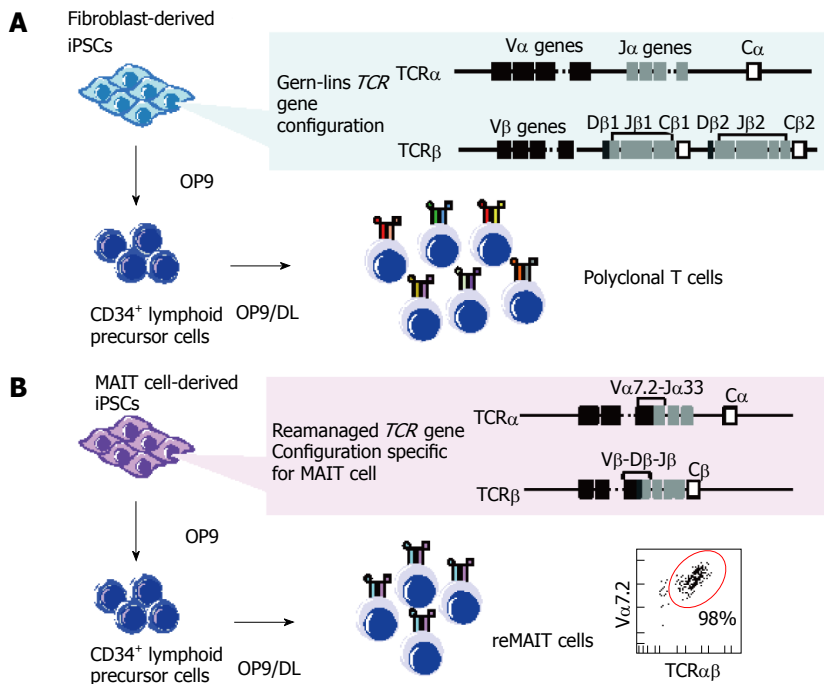 A
Fibroblast-derived
iPSCs
Gern-lins TCR
gene
configuration
Vα genes
Jα genes
Cα
TCRα
Vβ genes
Dβ1 Jβ1 Cβ1 Dβ2 Jβ2 Cβ2
TCRβ
OP9
CD34⁺ lymphoid
precursor cells
OP9/DL
Polyclonal T cells
B
MAIT cell-derived
iPSCs
Reamanaged TCR gene
Configuration specific
for MAIT cell
Vα7.2-Jα33
Cα
TCRα
Vβ-Dβ-Jβ
Cβ
TCRβ
OP9
CD34⁺ lymphoid
precursor cells
OP9/DL
reMAIT cells
Vα7.2
98%
TCRαβ